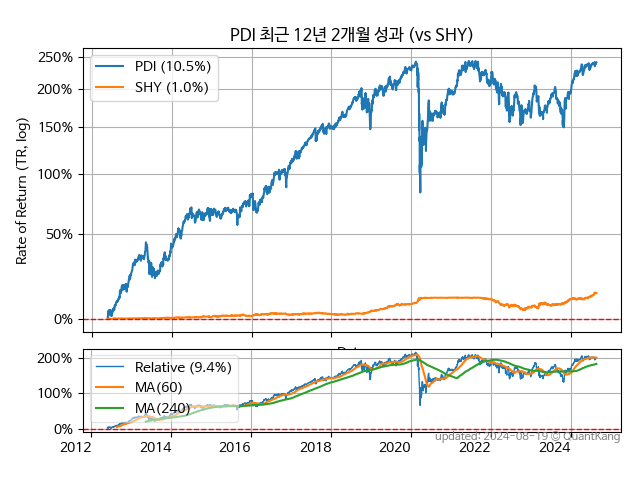 PDI 최근 12년 2개월 성과 (vs SHY)
Rate of Return (TR, log)
250%
200%
150%
100%
50%
0%
PDI (10.5%)
SHY (1.0%)
200%
100%
0%
Relative (9.4%)
MA(60)
MA(240)
2012 2014 2016 2018 2020 2022 2024
updated: 2024-08-19 © QuantKang